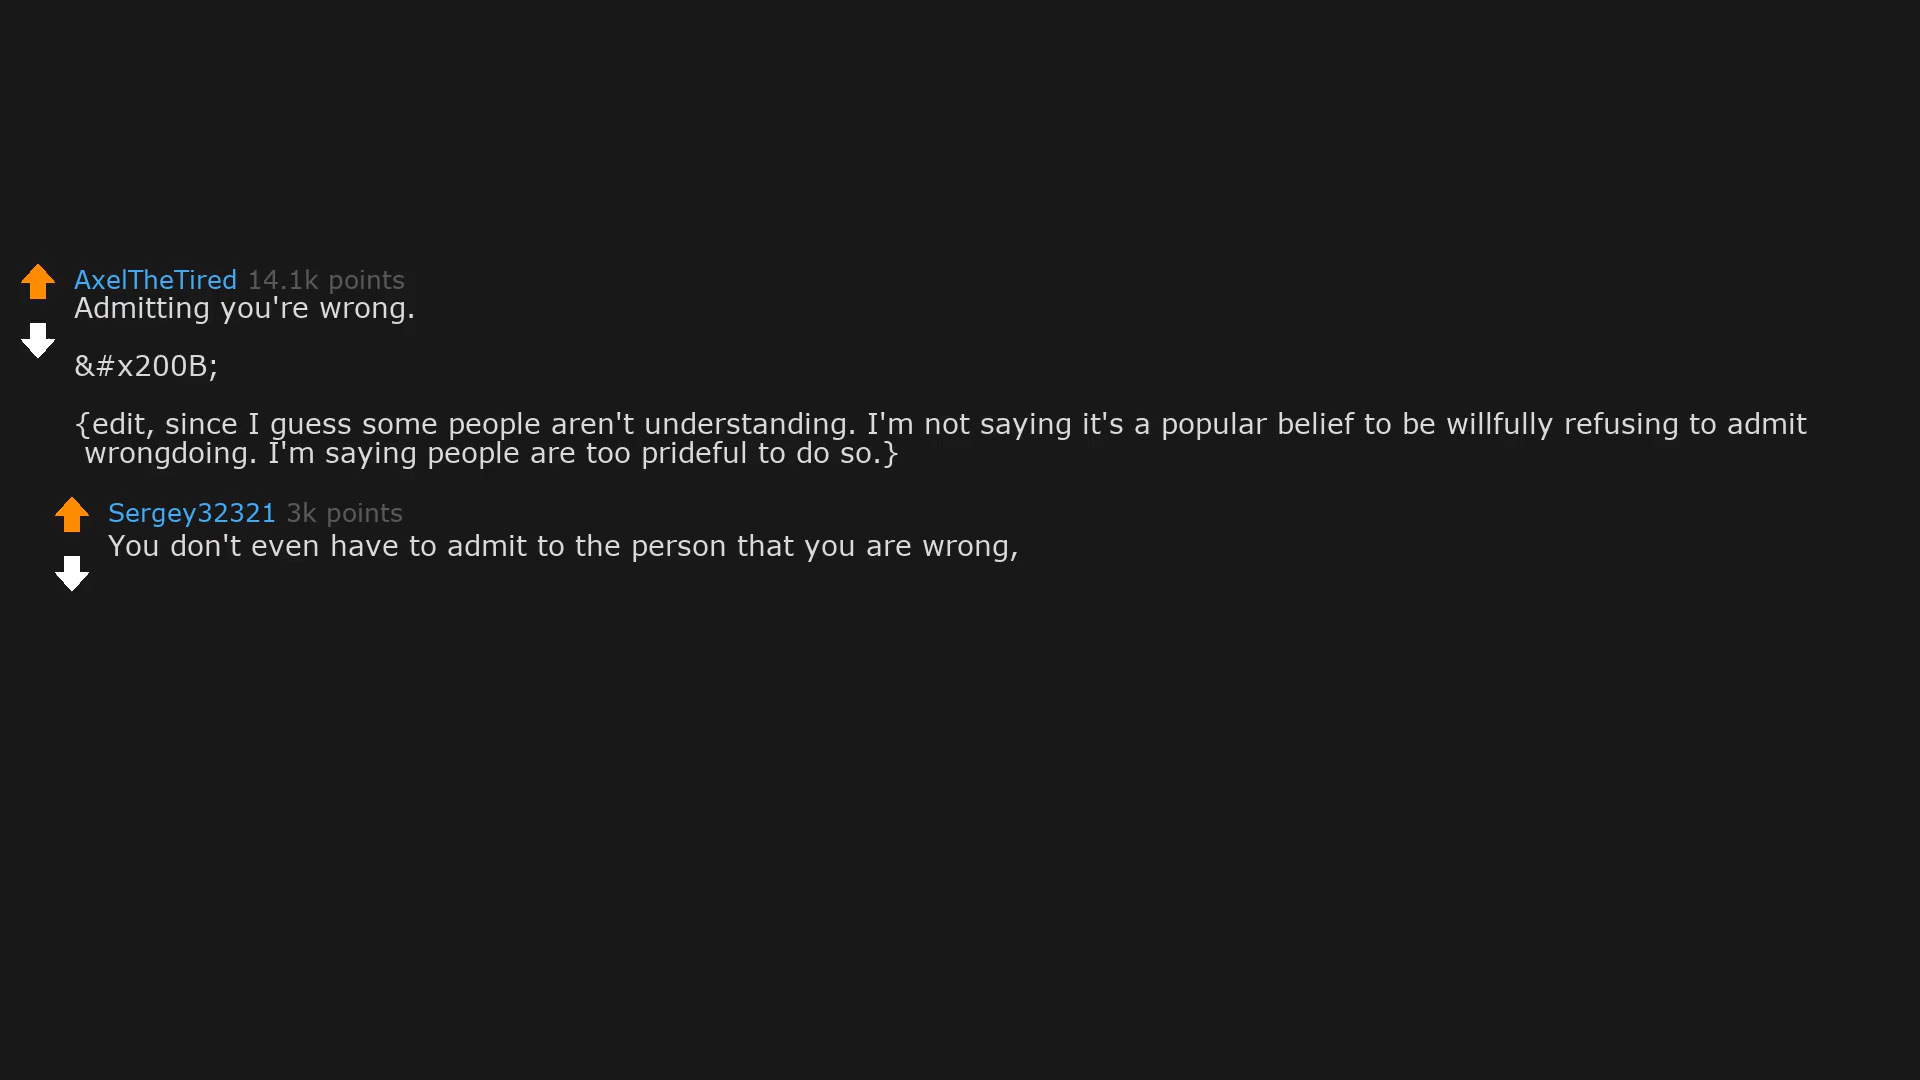 AxelTheTired 14.1k points
Admitting you're wrong.
&#x200B;
{edit, since I guess some people aren't understanding. I'm not saying it's a popular belief to be willfully refusing to admit
wrongdoing. I'm saying people are too prideful to do so.}
Sergey32321 3k points
You don't even have to admit to the person that you are wrong,